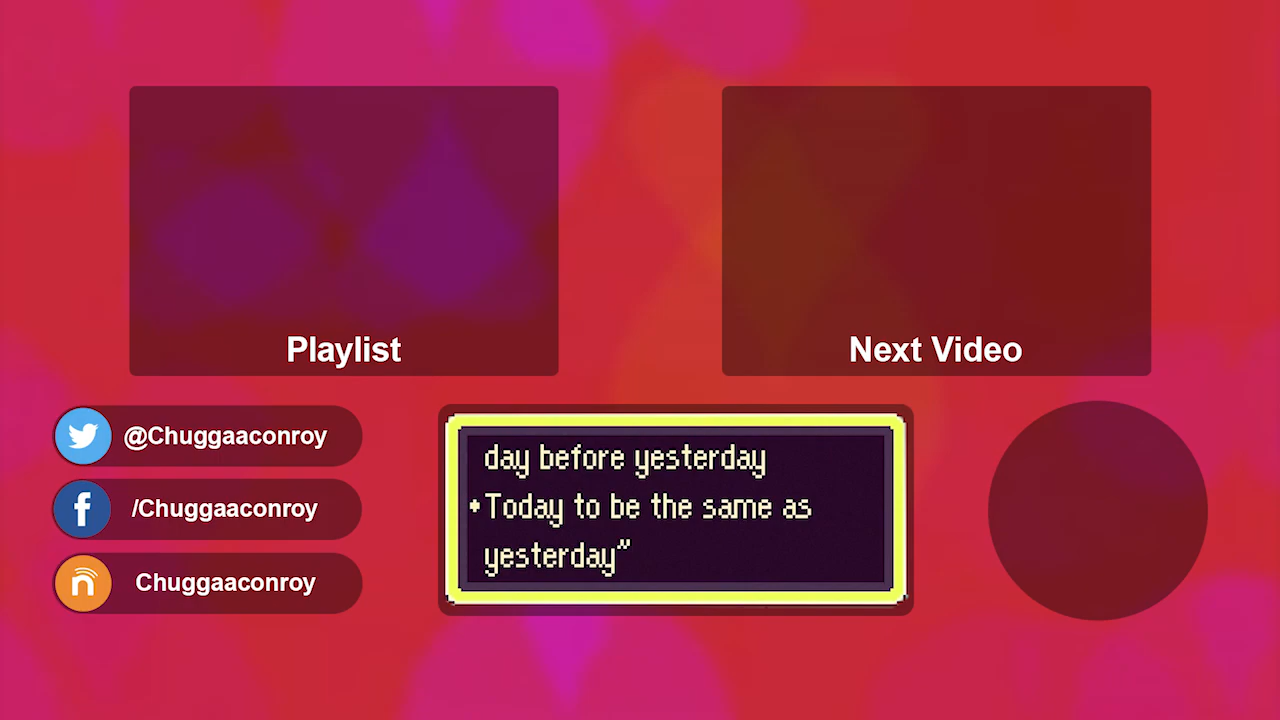 Playlist
Next Video
@Chuggaaconroy
/Chuggaaconroy
Chuggaaconroy
day before yesterday
•Today to be the same as
yesterday”